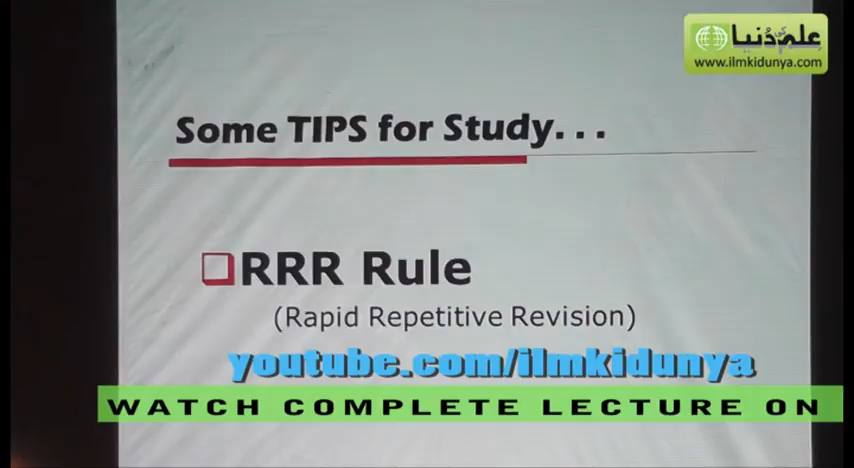 علم کی دُنیا
www.ilmkidunya.com
Some TIPS for Study. . .
RRR Rule
(Rapid Repetitive Revision)
youtube.com/ilmkidunya
WATCH COMPLETE LECTURE ON